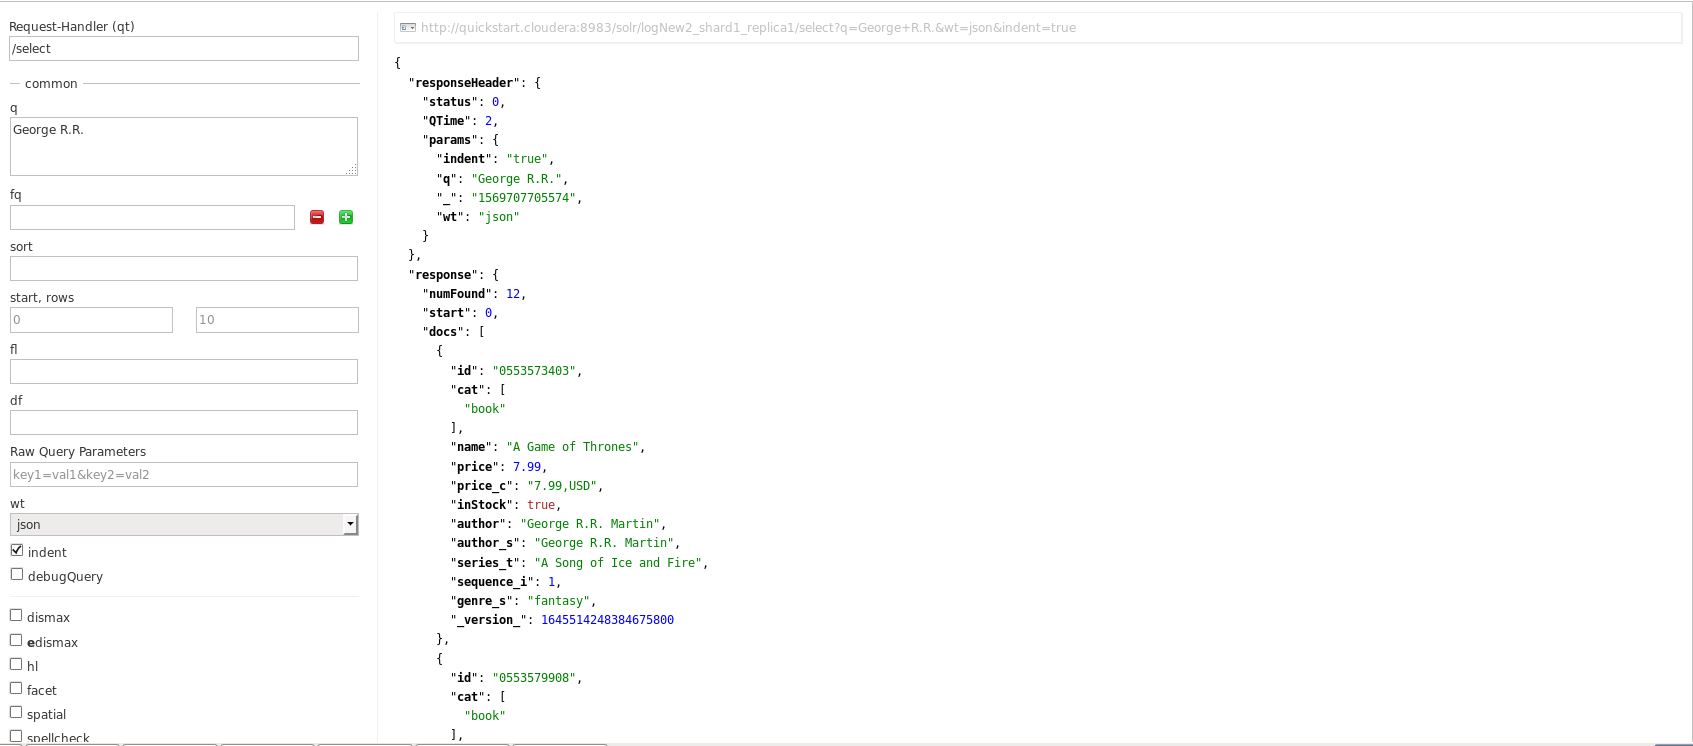 Request-Handler (qt)
/select
common
q
George R.R.
fq
sort
start, rows
0 10
fl
df
Raw Query Parameters
key1=val1&key2=val2
wt
json
indent
debugQuery
dismax
edismax
hl
facet
spatial
spellcheck
http://quickstart.cloudera:8983/solr/logNew2_shard1_replica1/select?q=George+R.R.&wt=json&indent=true
{
"responseHeader": {
"status": 0,
"QTime": 2,
"params": {
"indent": "true",
"q": "George R.R.",
"_": "1569707705574",
"wt": "json"
}
},
"response": {
"numFound": 12,
"start": 0,
"docs": [
{
"id": "0553573403",
"cat": [
"book"
],
"name": "A Game of Thrones",
"price": 7.99,
"price_c": "7.99,USD",
"inStock": true,
"author": "George R.R. Martin",
"author_s": "George R.R. Martin",
"series_t": "A Song of Ice and Fire",
"sequence_i": 1,
"genre_s": "fantasy",
"_version_": 1645514248384675800
},
{
"id": "0553579908",
"cat": [
"book"
],